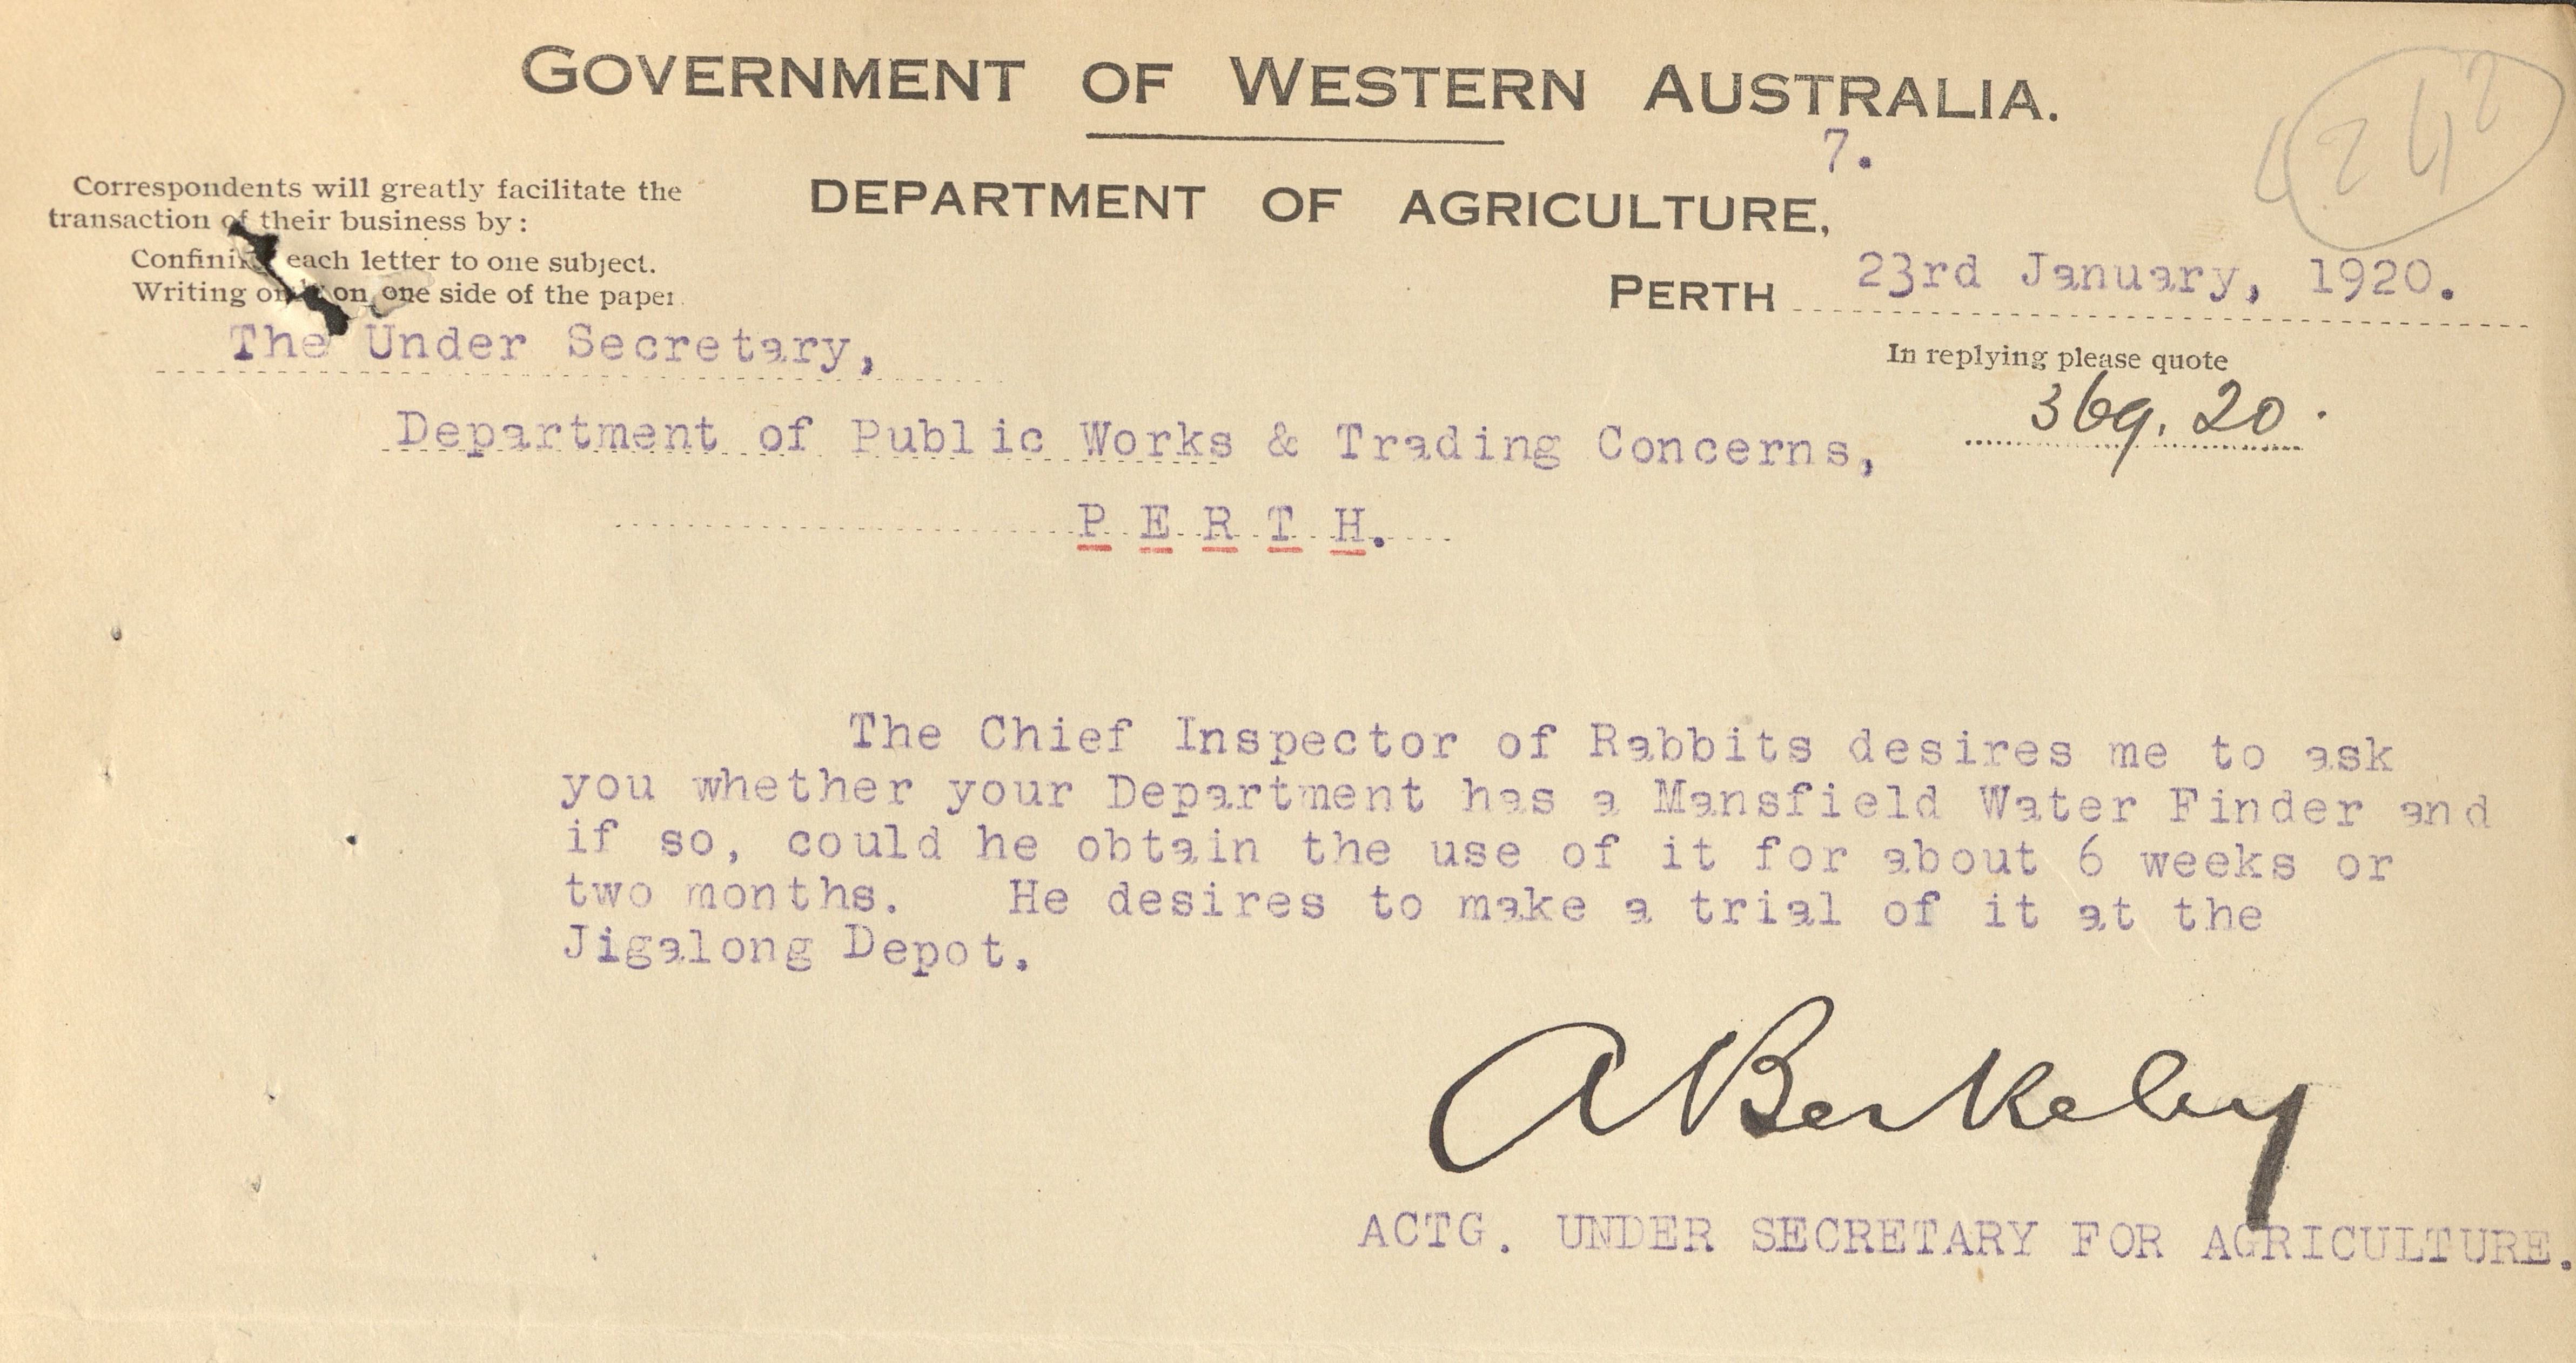 GOVERNMENT OF WESTERN AUSTRALIA.
7.
DEPARTMENT OF AGRICULTURE,
Correspondents will greatly facilitate the
transaction of their business by:
Confining each letter to one subject.
Writing only on one side of the paper
PERTH 23rd January, 1920.
The Under Secretary,
In replying please quote
369.20.
Department of Public Works & Trading Concerns,
P E R T H.
The Chief Inspector of Rabbits desires me to ask
you whether your Department has a Mansfield Water Finder and
if so, could he obtain the use of it for about 6 weeks or
two months. He desires to make a trial of it at the
Jigalong Depot.
ABerkeley
ACTG. UNDER SECRETARY FOR AGRICULTURE.